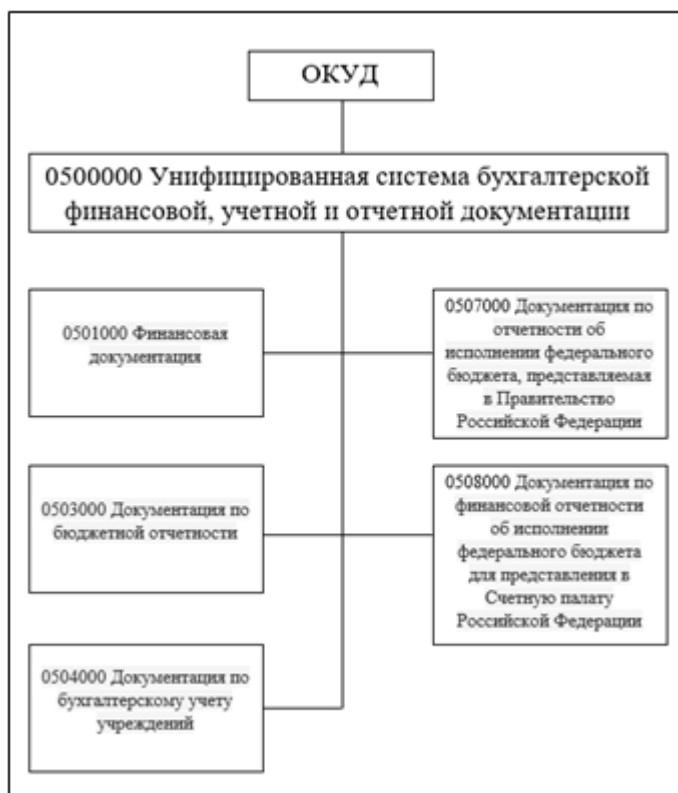 ОКУД
0500000 Унифицированная система бухгалтерской
финансовой, учетной и отчетной документации
0501000 Финансовая
документация
0507000 Документация по
отчетности об
исполнении федерального
бюджета, представляемая
в Правительство
Российской Федерации
0503000 Документация по
бюджетной отчетности
0508000 Документация по
финансовой отчетности
об исполнении
федерального бюджета
для представления в
Счетную палату
Российской Федерации
0504000 Документация по
бухгалтерскому учету
учреждений